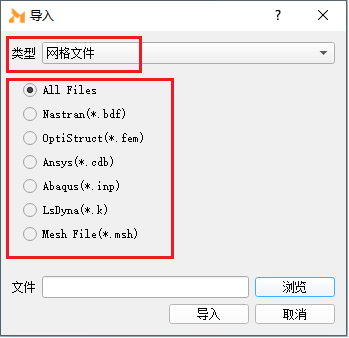 导入
类型 网格文件
All Files
Nastran(*.bdf)
OptiStruct(*.fem)
Ansys(*.cdb)
Abaqus(*.inp)
LsDyna(*.k)
Mesh File(*.msh)
文件 浏览
导入 取消